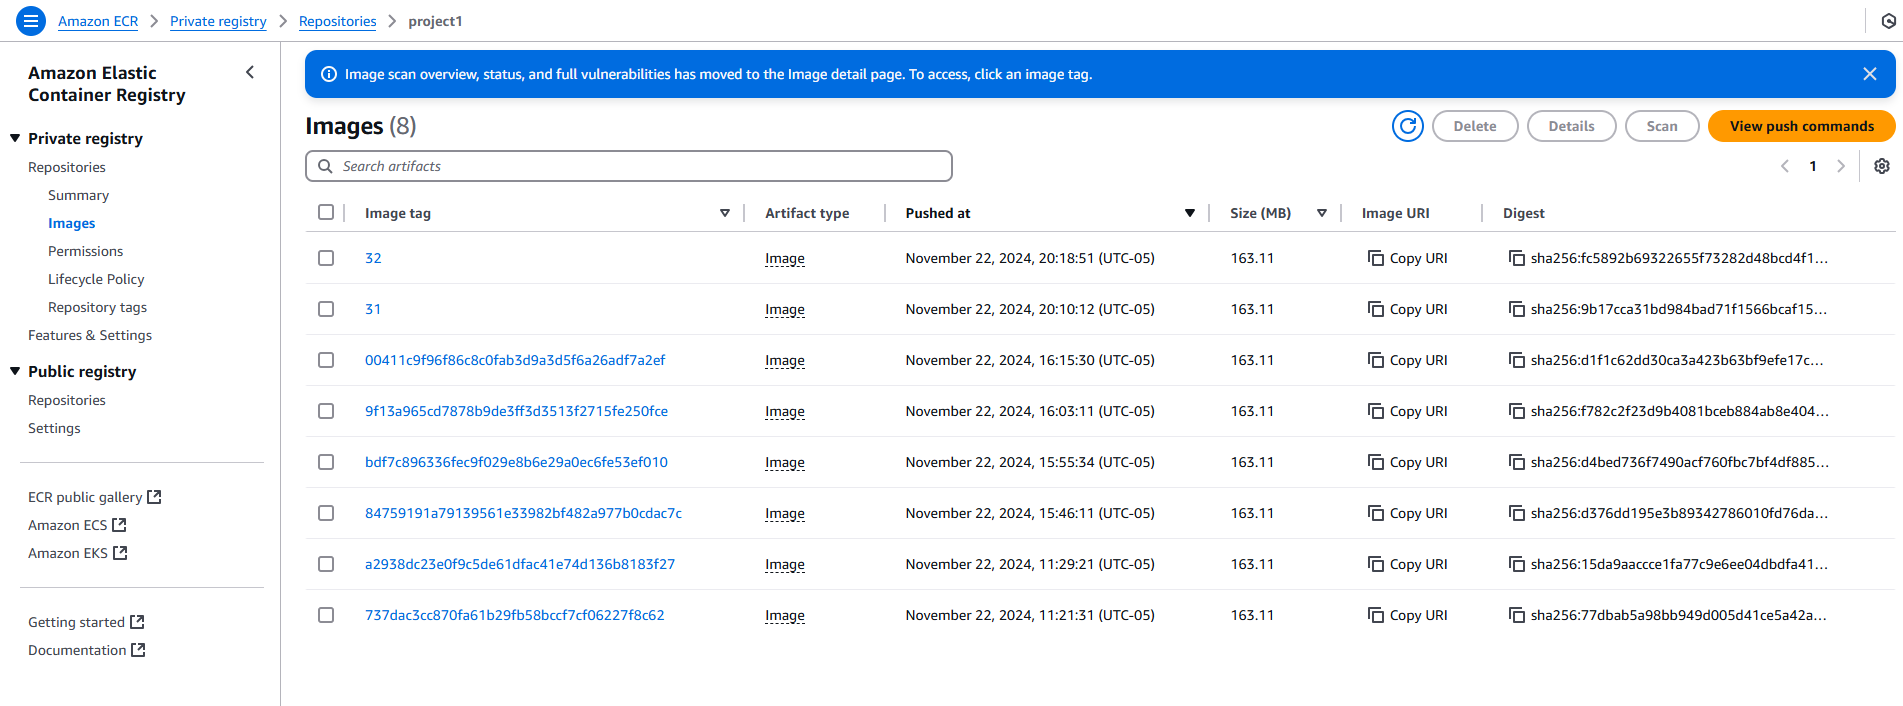 Amazon ECR > Private registry > Repositories > project1
Amazon Elastic
Container Registry
Private registry
Repositories
Summary
Images
Permissions
Lifecycle Policy
Repository tags
Features & Settings
Public registry
Repositories
Settings
ECR public gallery
Amazon ECS
Amazon EKS
Getting started
Documentation
Image scan overview, status, and full vulnerabilities has moved to the Image detail page. To access, click an image tag.
Images (8)
Delete
Details
Scan
View push commands
Search artifacts
1
Image tag Artifact type Pushed at Size (MB) Image URI Digest
32 Image November 22, 2024, 20:18:51 (UTC-05) 163.11 Copy URI sha256:fc5892b69322655f73282d48bcd4f1...
31 Image November 22, 2024, 20:10:12 (UTC-05) 163.11 Copy URI sha256:9b17cca31bd984bad71f1566bcaf15...
00411c9f96f86c8c0fab3d9a3d5f6a26adf7a2ef Image November 22, 2024, 16:15:30 (UTC-05) 163.11 Copy URI sha256:d1f1c62dd30ca3a423b63bf9efe17c...
9f13a965cd7878b9de3ff3d3513f2715fe250fce Image November 22, 2024, 16:03:11 (UTC-05) 163.11 Copy URI sha256:f782c2f23d9b4081bceb884ab8e404...
bdf7c896336fec9f029e8b6e29a0ec6fe53ef010 Image November 22, 2024, 15:55:34 (UTC-05) 163.11 Copy URI sha256:d4bed736f7490acf760fbc7bf4df885...
84759191a79139561e33982bf482a977b0cdac7c Image November 22, 2024, 15:46:11 (UTC-05) 163.11 Copy URI sha256:d376dd195e3b89342786010fd76da...
a2938dc23e0f9c5de61dfac41e74d136b8183f27 Image November 22, 2024, 11:29:21 (UTC-05) 163.11 Copy URI sha256:15da9aaccce1fa77c9e6ee04dbdfa41...
737dac3cc870fa61b29fb58bccf7cf06227f8c62 Image November 22, 2024, 11:21:31 (UTC-05) 163.11 Copy URI sha256:77dbab5a98bb949d005d41ce5a42a...